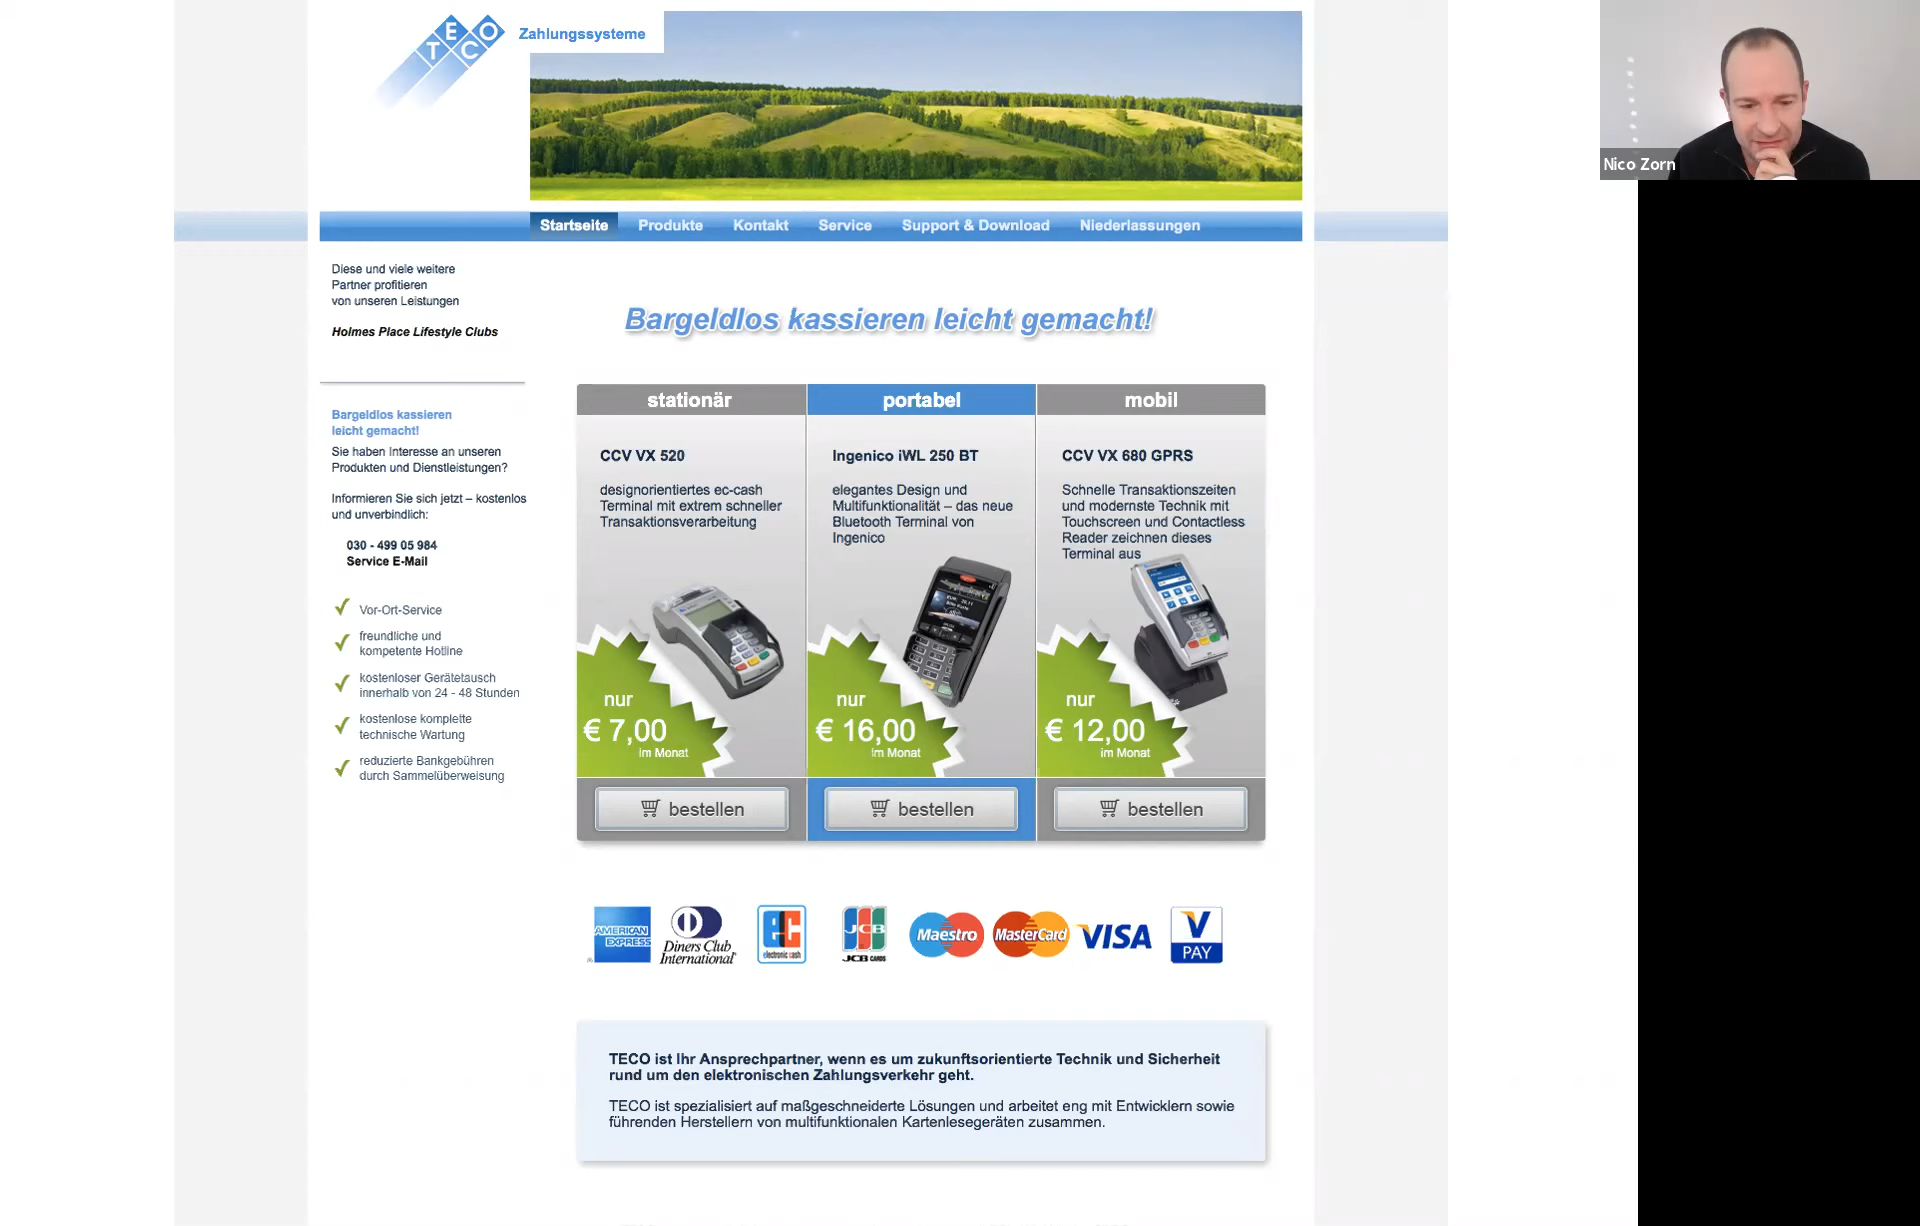 TECO
Zahlungssysteme
Nico Zorn
Startseite
Produkte
Kontakt
Service
Support & Download
Niederlassungen
Diese und viele weitere
Partner profitieren
von unseren Leistungen
Holmes Place Lifestyle Clubs
Bargeldlos kassieren
leicht gemacht!
Sie haben Interesse an unseren
Produkten und Dienstleistungen?
Informieren Sie sich jetzt – kostenlos
und unverbindlich:
030 - 499 05 984
Service E-Mail
Vor-Ort-Service
freundliche und
kompetente Hotline
kostenloser Gerätetausch
innerhalb von 24 - 48 Stunden
kostenlose komplette
technische Wartung
reduzierte Bankgebühren
durch Sammelüberweisung
Bargeldlos kassieren leicht gemacht!
stationär
CCV VX 520
designorientiertes ec-cash
Terminal mit extrem schneller
Transaktionsverarbeitung
nur
€ 7,00
im Monat
bestellen
portabel
Ingenico iWL 250 BT
elegantes Design und
Multifunktionalität – das neue
Bluetooth Terminal von
Ingenico
nur
€ 16,00
im Monat
bestellen
mobil
CCV VX 680 GPRS
Schnelle Transaktionszeiten
und modernste Technik mit
Touchscreen und Contactless
Reader zeichnen dieses
Terminal aus
nur
€ 12,00
im Monat
bestellen
AMERICAN
EXPRESS
Diners Club
International
ec
electronic cash
JCB
JCB CARDS
Maestro
MasterCard
VISA
V
PAY
TECO ist Ihr Ansprechpartner, wenn es um zukunftsorientierte Technik und Sicherheit
rund um den elektronischen Zahlungsverkehr geht.
TECO ist spezialisiert auf maßgeschneiderte Lösungen und arbeitet eng mit Entwicklern sowie
führenden Herstellern von multifunktionalen Kartenlesegeräten zusammen.